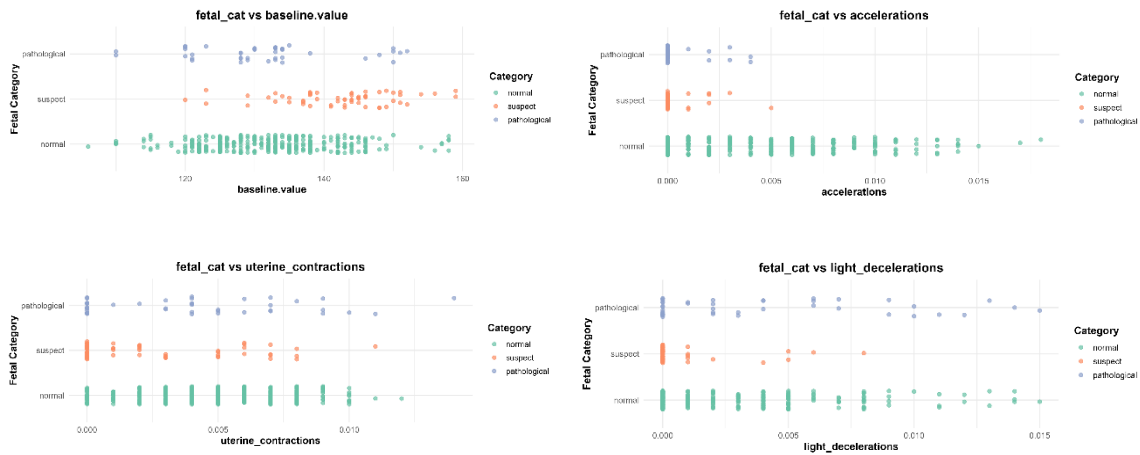 fetal_cat vs baseline.value
Fetal Category
pathological
suspect
normal
120
140
160
baseline.value
Category
normal
suspect
pathological
fetal_cat vs accelerations
Fetal Category
pathological
suspect
normal
0.000
0.005
0.010
0.015
accelerations
Category
normal
suspect
pathological
fetal_cat vs uterine_contractions
Fetal Category
pathological
suspect
normal
0.000
0.005
0.010
uterine_contractions
Category
normal
suspect
pathological
fetal_cat vs light_decelerations
Fetal Category
pathological
suspect
normal
0.000
0.005
0.010
0.015
light_decelerations
Category
normal
suspect
pathological